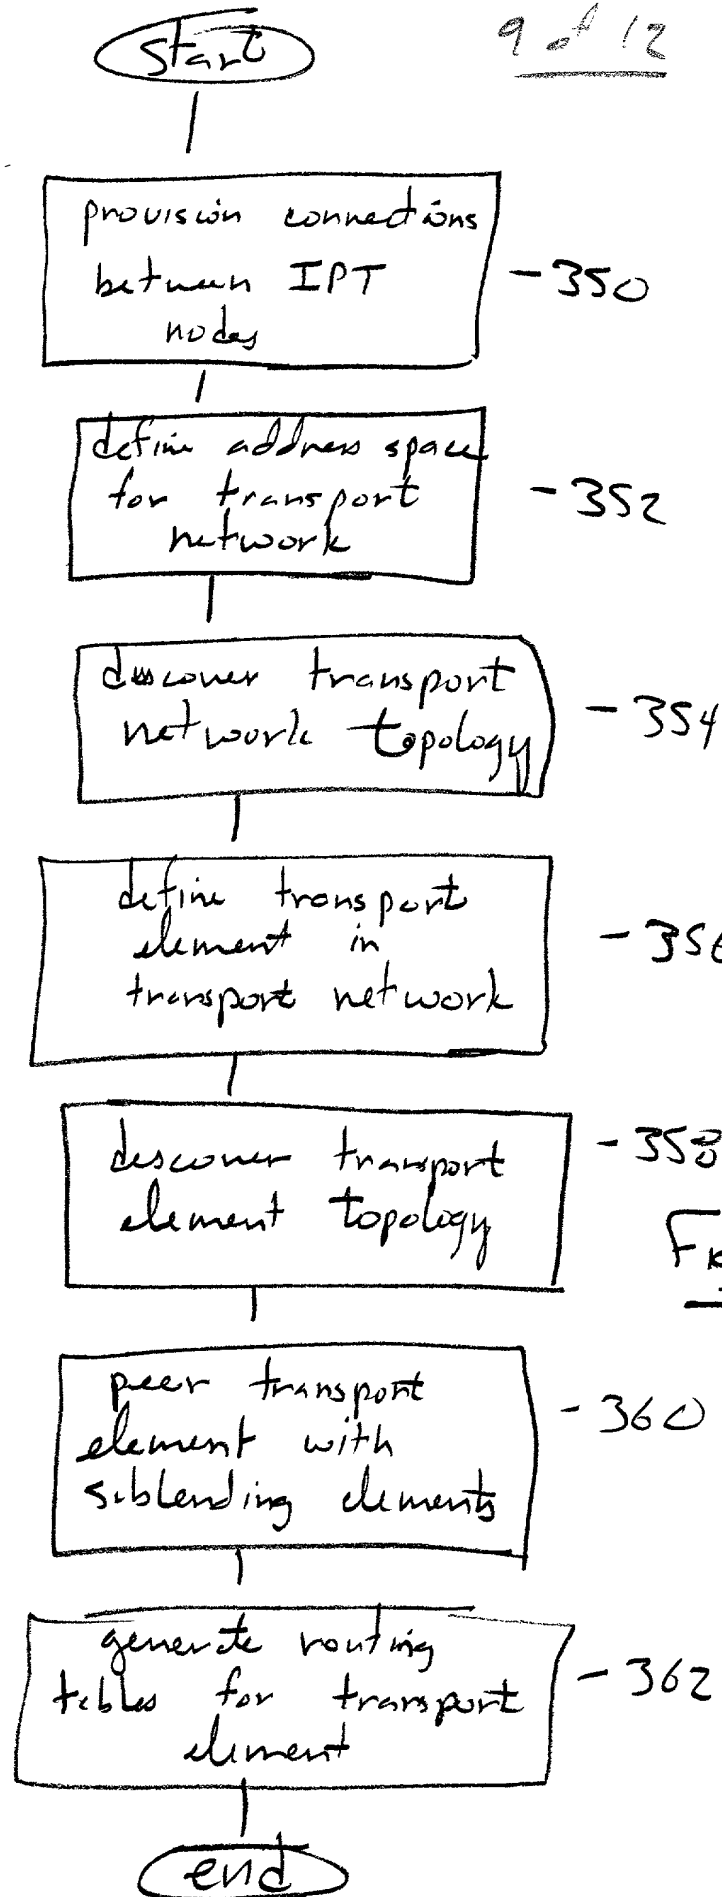 start
9 of 12
provision connections
between IPT
nodes
-350
define address space
for transport
network
-352
discover transport
network topology
-354
define transport
element in
transport network
-356
descover transport
element topology
-358
peer transport
element with
siblending elements
-360
generate routing
tables for transport
element
-362
end